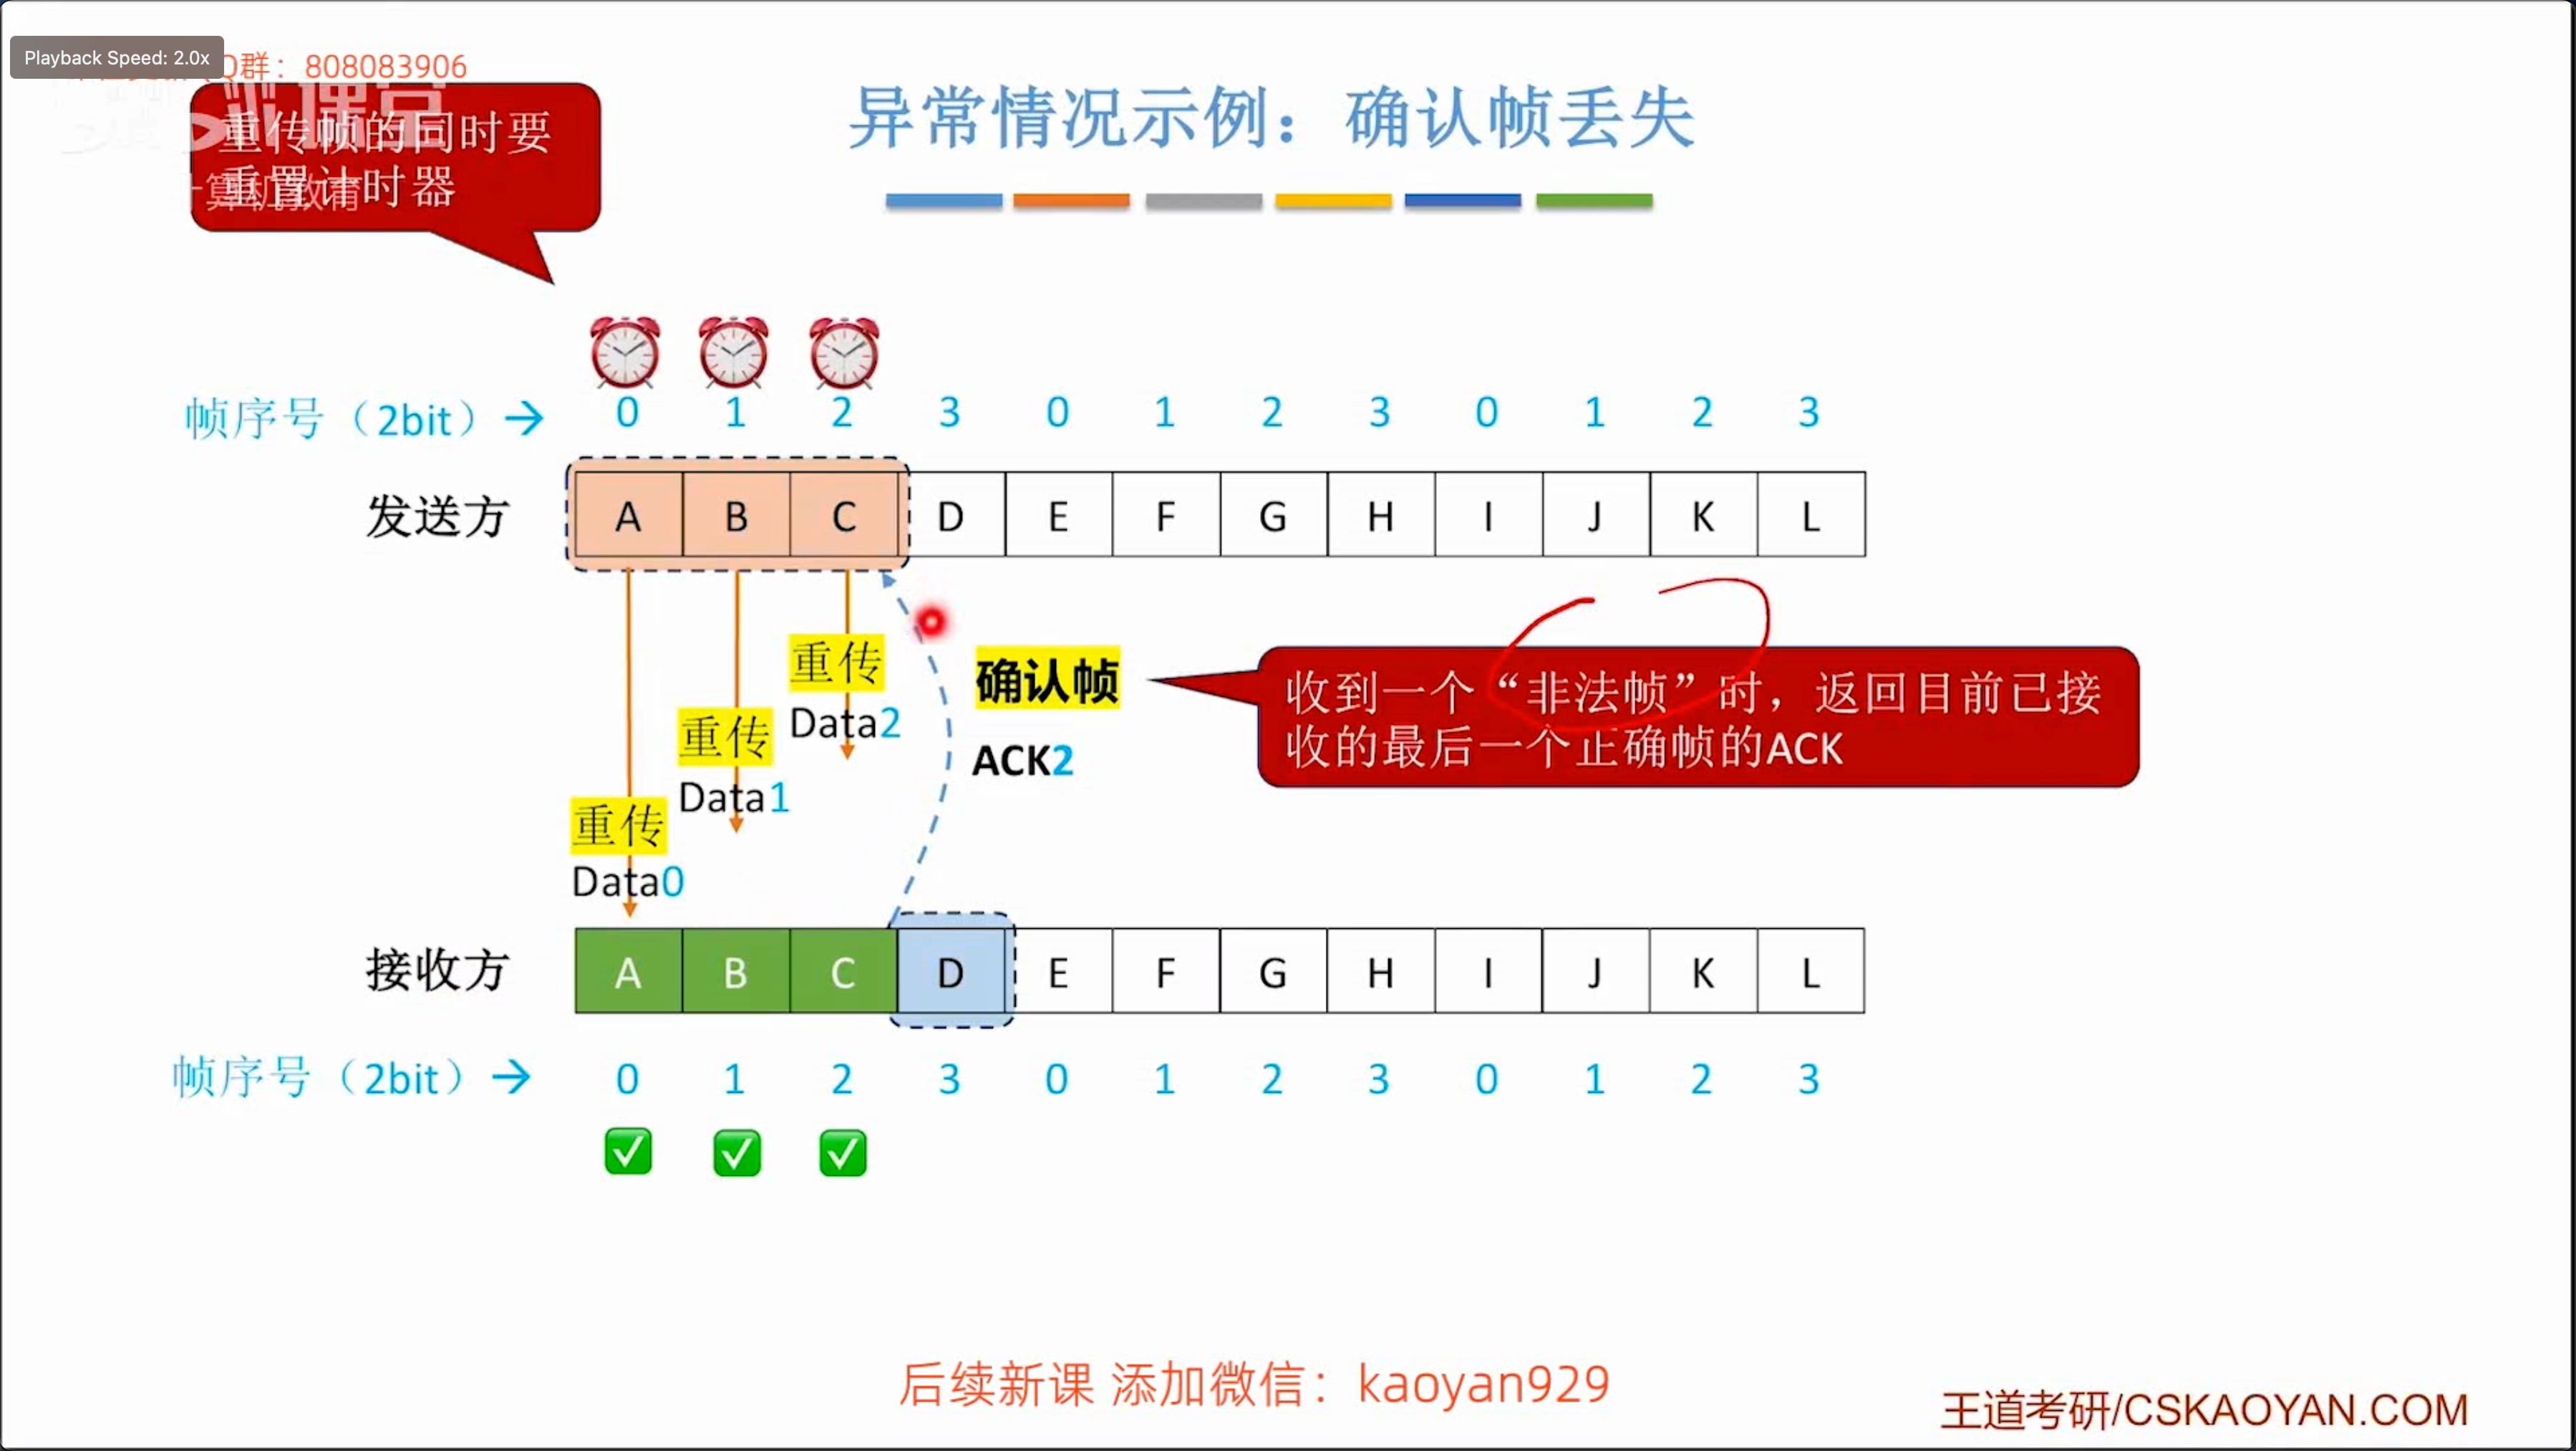 Playback Speed: 2.0x
Q群：808083906
重传帧的同时要
重置计时器
异常情况示例：确认帧丢失
帧序号（2bit）→ 0 1 2 3 0 1 2 3 0 1 2 3
发送方 A B C D E F G H I J K L
重传
Data2
重传
Data1
重传
Data0
确认帧
ACK2
收到一个“非法帧”时，返回目前已接
收的最后一个正确帧的ACK
接收方 A B C D E F G H I J K L
帧序号（2bit）→ 0 1 2 3 0 1 2 3 0 1 2 3
后续新课 添加微信：kaoyan929
王道考研/CSKAOYAN.COM